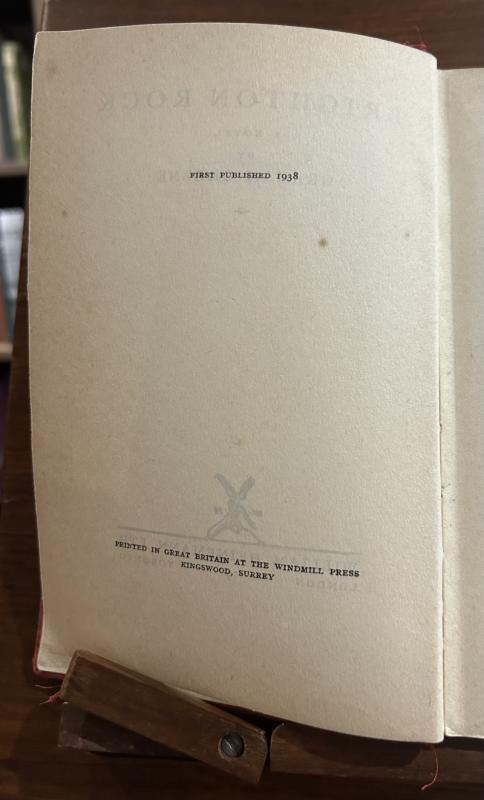 FIRST PUBLISHED 1938
PRINTED IN GREAT BRITAIN AT THE WINDMILL PRESS
KINGSWOOD, SURREY